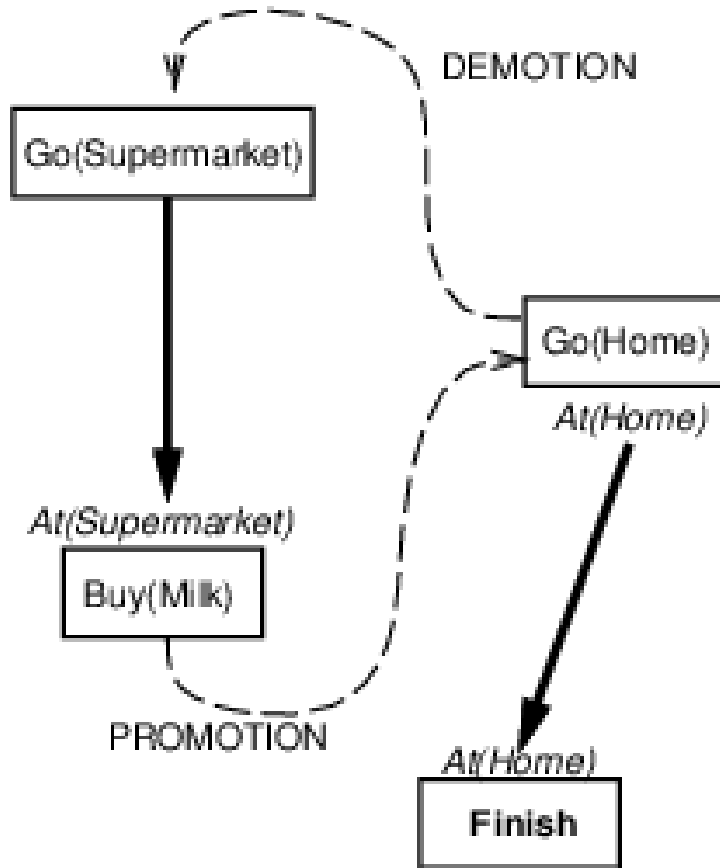 DEMOTION
Go(Supermarket)
Go(Home)
At(Home)
At(Supermarket)
Buy(Milk)
PROMOTION
At(Home)
Finish